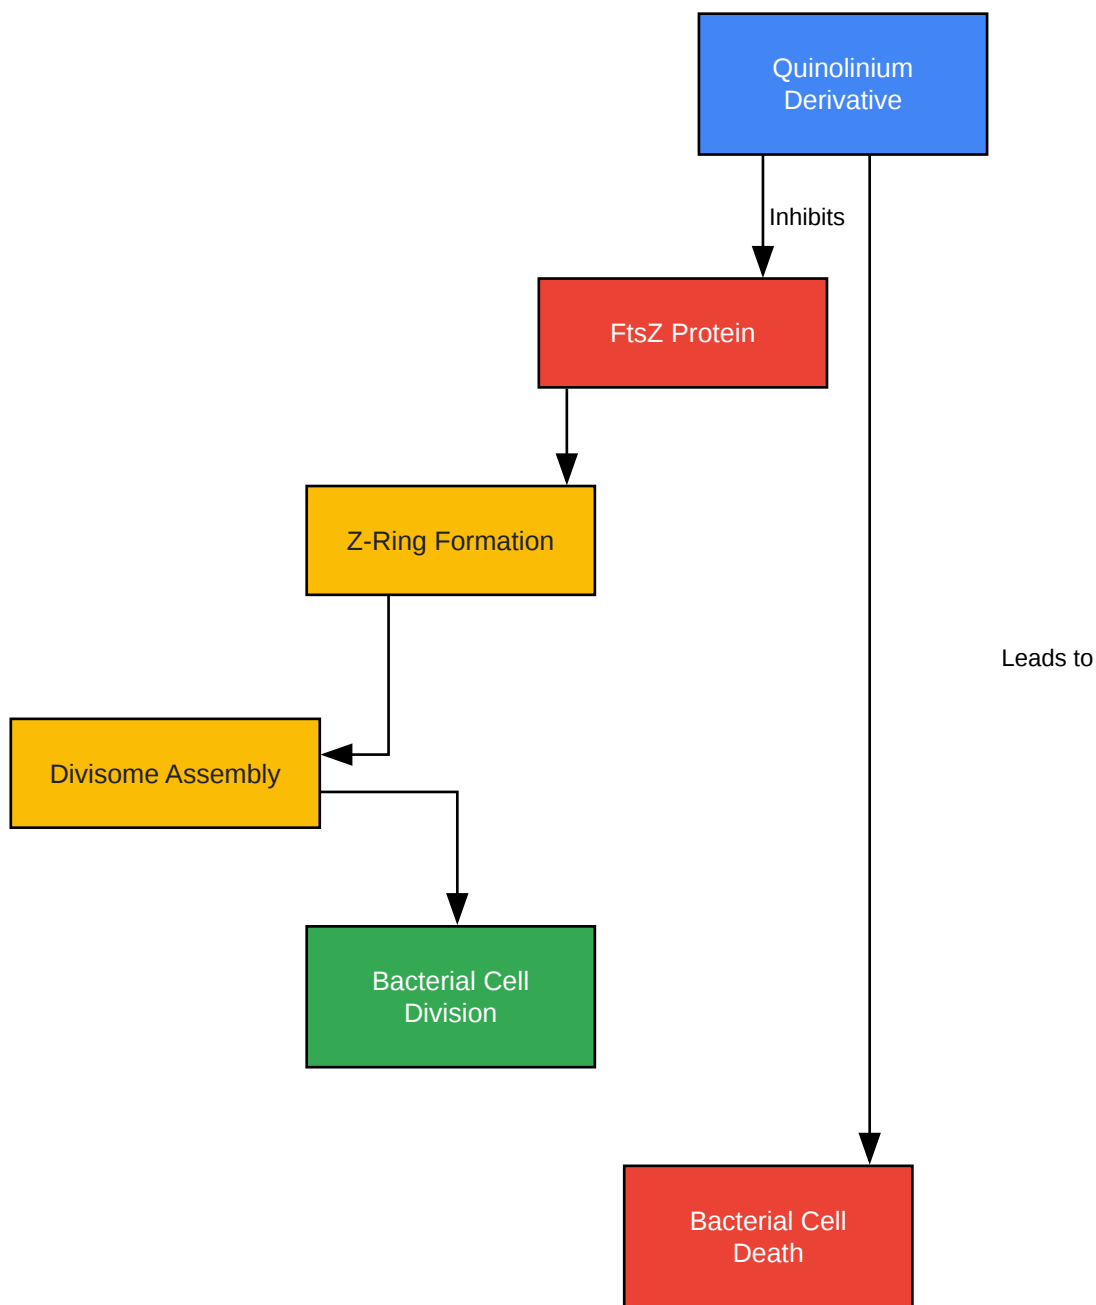 Quinolinium
Derivative
Inhibits
FtsZ Protein
Z-Ring Formation
Leads to
Divisome Assembly
Bacterial Cell
Division
Bacterial Cell
Death